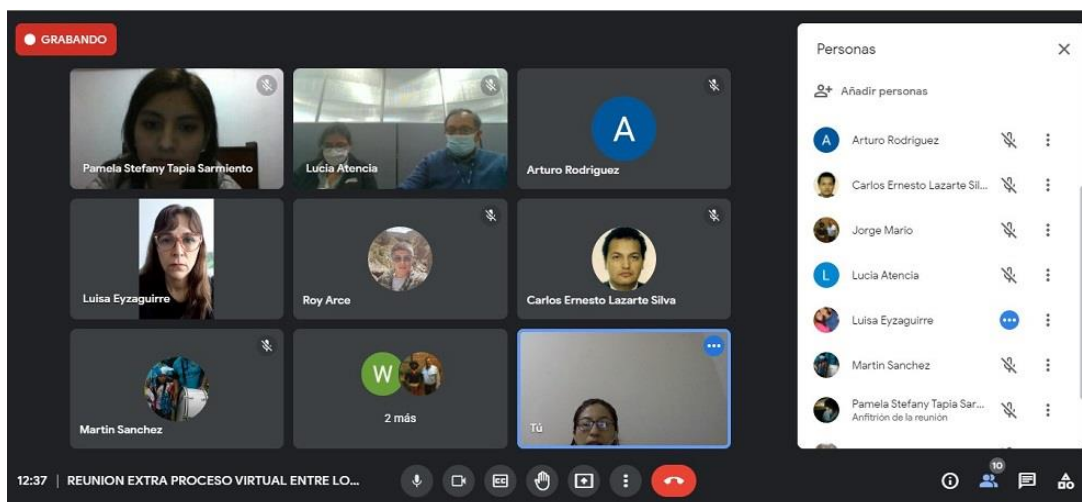 GRABANDO
Pamela Stefany Tapia Sarmiento
Lucia Atencia
A
Arturo Rodriguez
Luisa Eyzaguirre
Roy Arce
Carlos Ernesto Lazarte Silva
Martin Sanchez
W
2 más
Tú
12:37 | REUNION EXTRA PROCESO VIRTUAL ENTRE LO...
10
Personas
Añadir personas
A Arturo Rodriguez
Carlos Ernesto Lazarte Sil...
Jorge Mario
L Lucia Atencia
Luisa Eyzaguirre
Martin Sanchez
Pamela Stefany Tapia Sar...
Anfitrión de la reunión